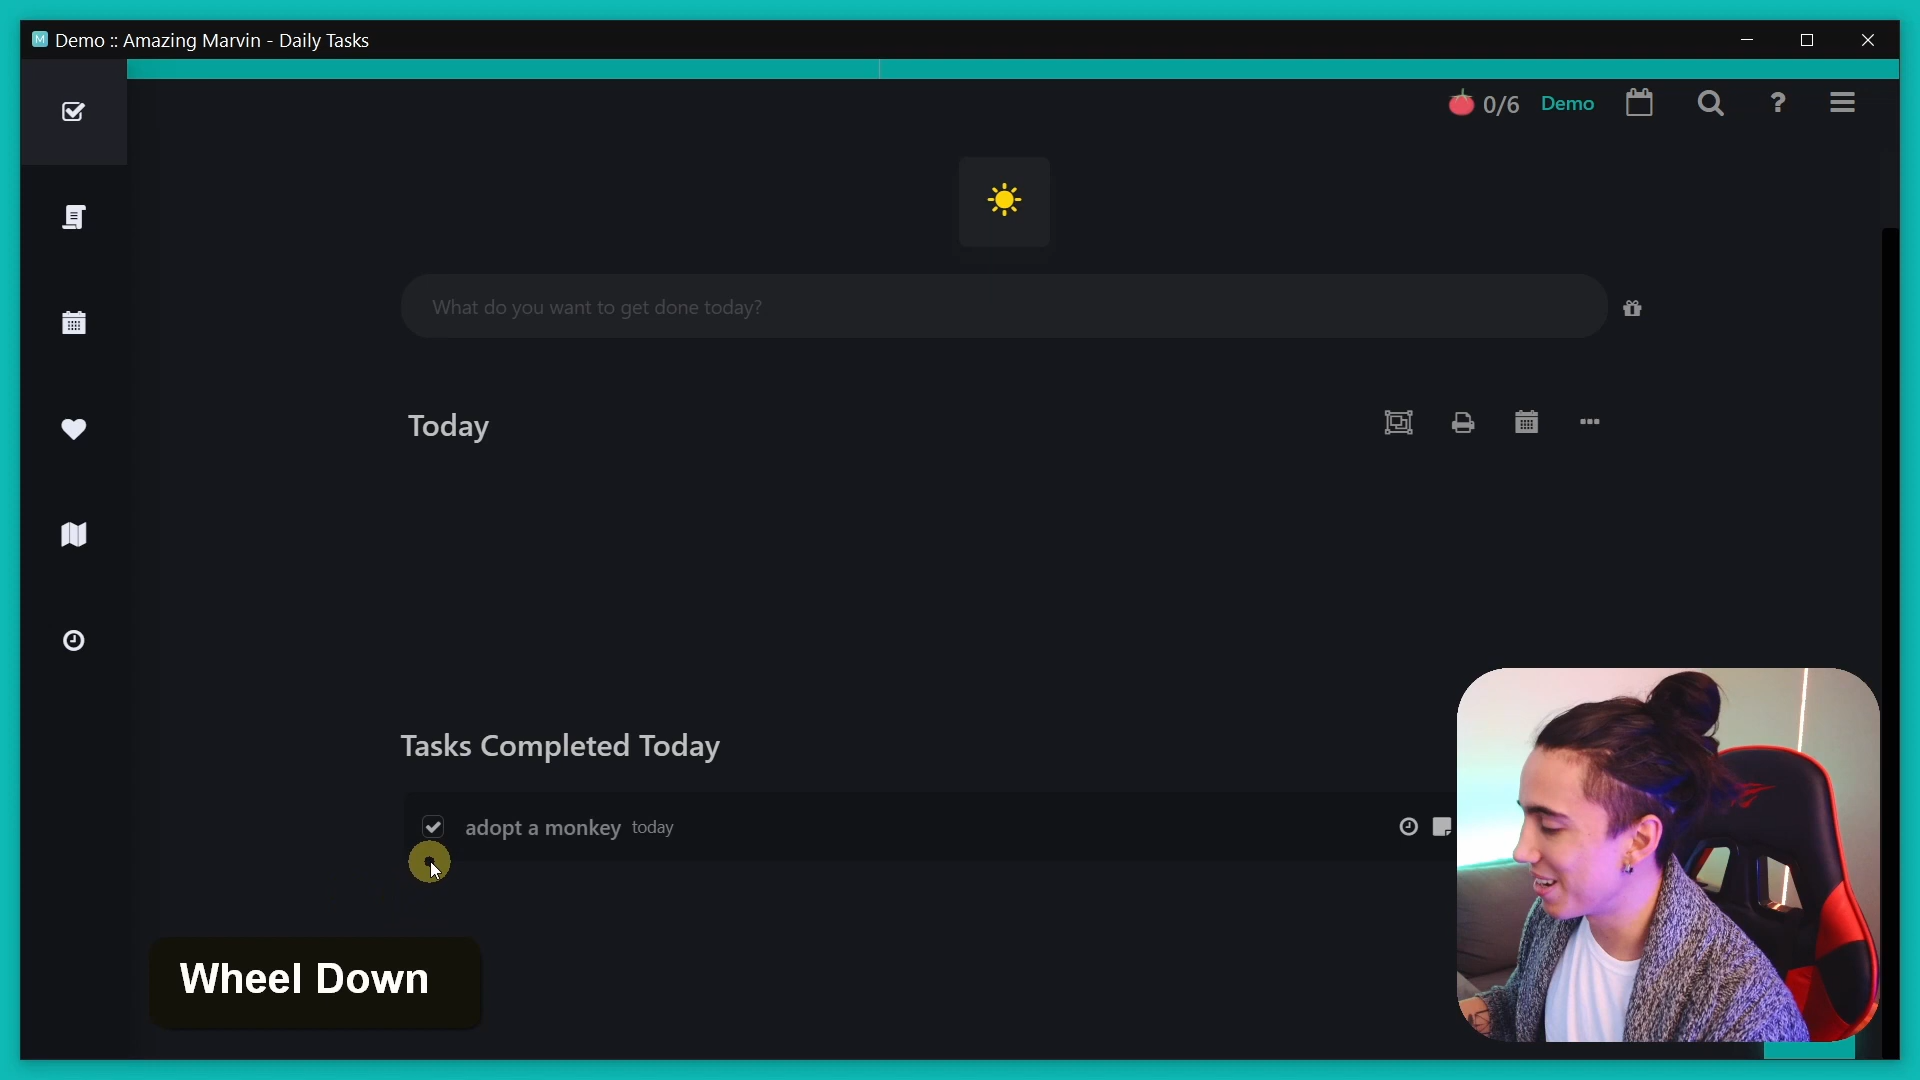 M Demo :: Amazing Marvin - Daily Tasks
0/6 Demo ?
What do you want to get done today?
Today
Tasks Completed Today
adopt a monkey today
Wheel Down